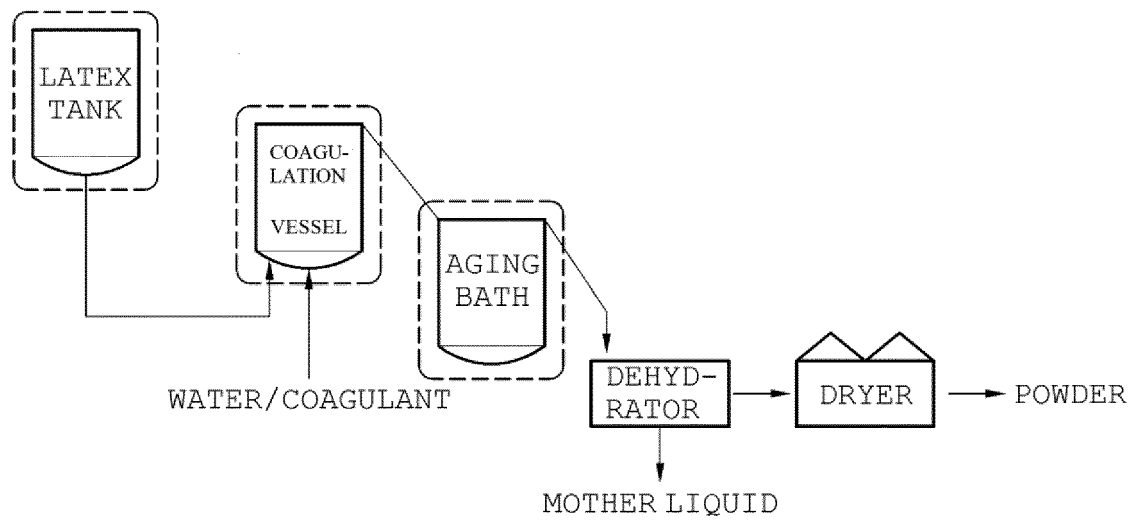 LATEX
TANK
COAGU-
LATION
VESSEL
AGING
BATH
WATER/COAGULANT
DEHYD-
RATOR
DRYER
POWDER
MOTHER LIQUID